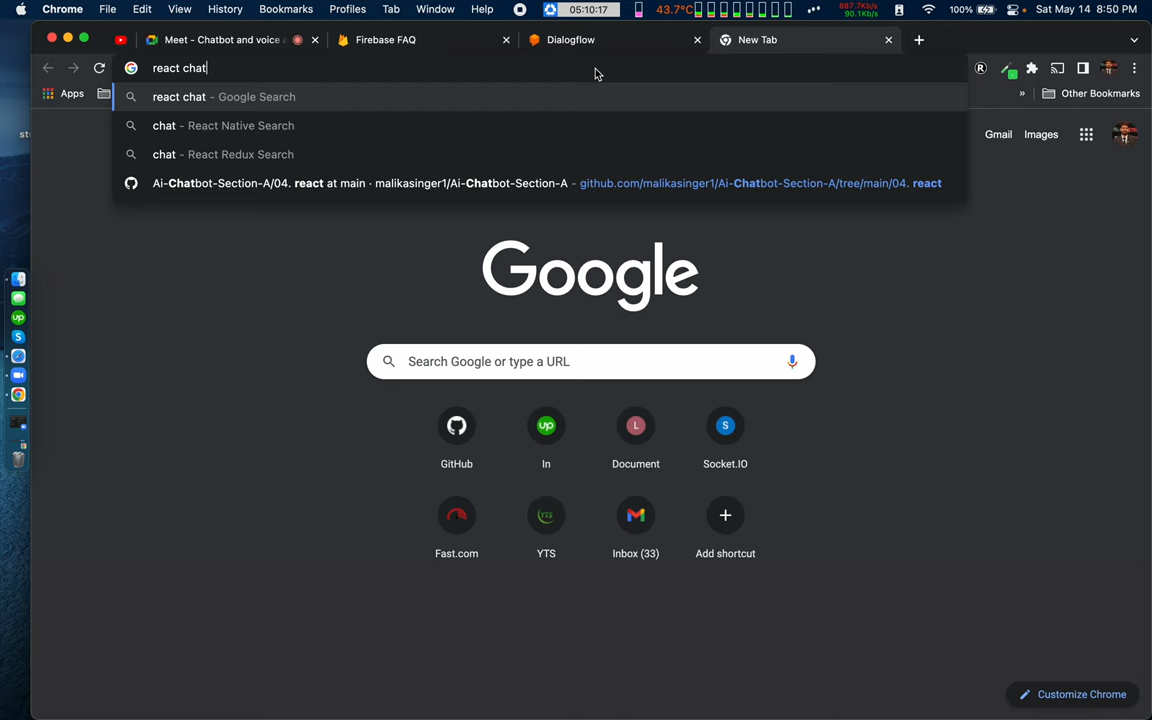 Chrome File Edit View History Bookmarks Profiles Tab Window Help 05:10:17 43.7°C 687.7Kb/s 90.1Kb/s 100% Sat May 14 8:50 PM
Meet - Chatbot and voice Firebase FAQ Dialogflow New Tab
react chat
Apps » Other Bookmarks
react chat - Google Search
chat - React Native Search
chat - React Redux Search
Ai-Chatbot-Section-A/04. react at main · malikasinger1/Ai-Chatbot-Section-A - github.com/malikasinger1/Ai-Chatbot-Section-A/tree/main/04. react
Gmail Images
Google
Search Google or type a URL
GitHub In Document Socket.IO
Fast.com YTS Inbox (33) Add shortcut
Customize Chrome